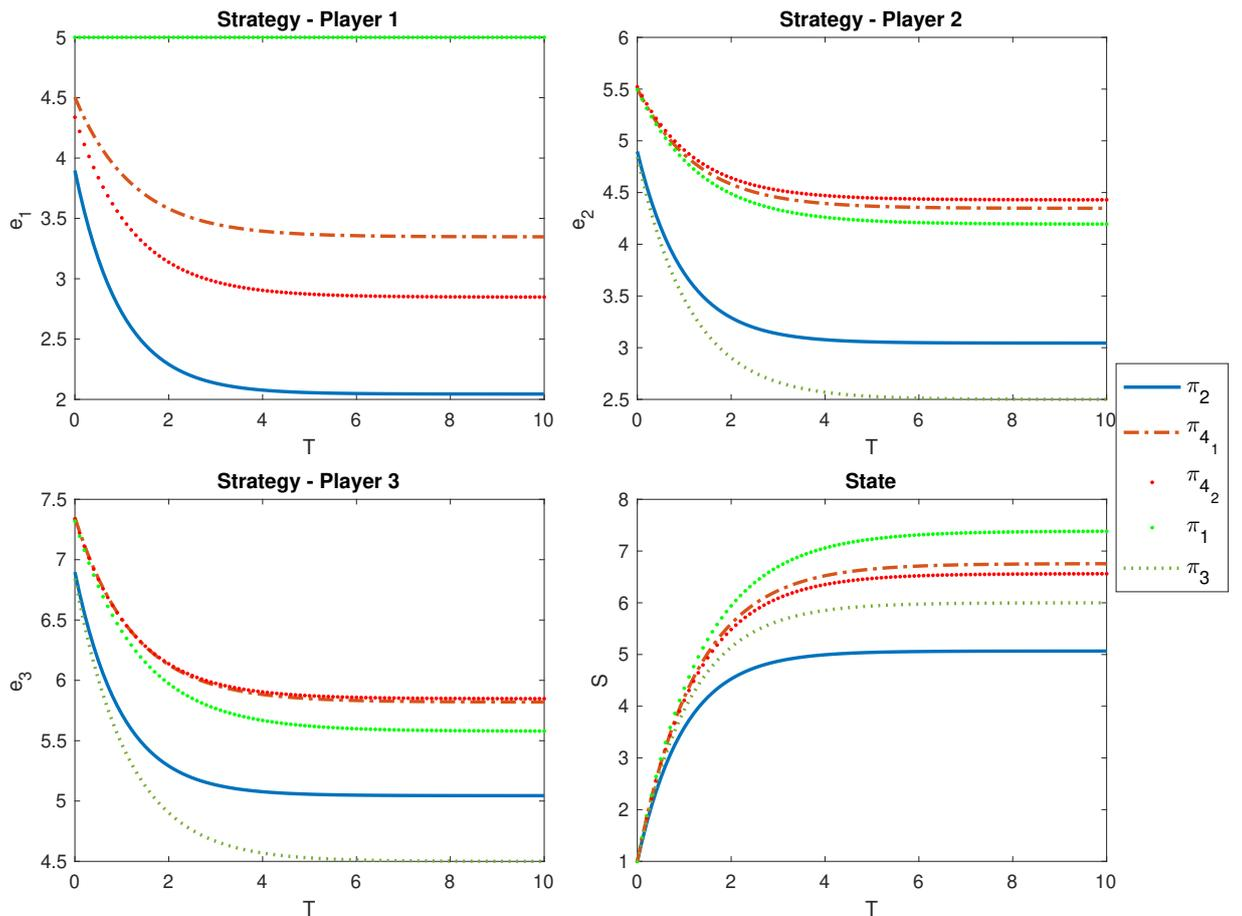 Strategy - Player 1
5
4.5
4
3.5
3
2.5
2
e1
0 2 4 6 8 10
T
Strategy - Player 2
6
5.5
5
4.5
4
3.5
3
2.5
e2
0 2 4 6 8 10
T
Strategy - Player 3
7.5
7
6.5
6
5.5
5
4.5
e3
0 2 4 6 8 10
T
State
8
7
6
5
4
3
2
1
S
0 2 4 6 8 10
T
π2
π41
π42
π1
π3